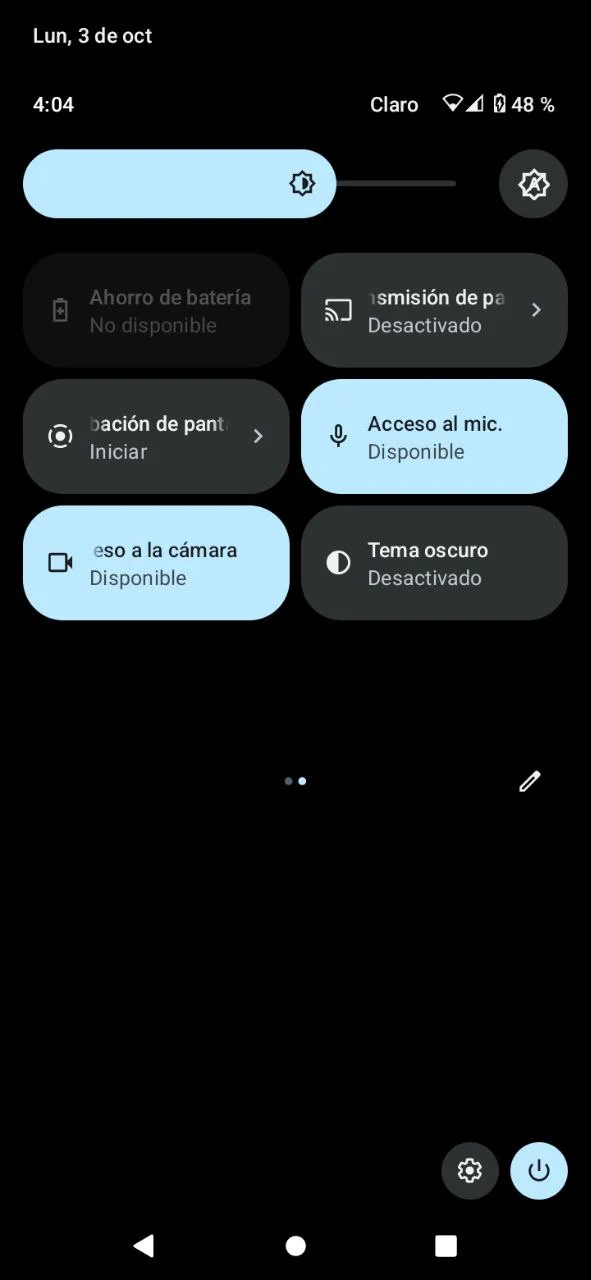 Lun, 3 de oct
4:04
Claro 48 %
Ahorro de batería
No disponible
nsmisión de pa
Desactivado
bación de pant
Iniciar
Acceso al mic.
Disponible
eso a la cámara
Disponible
Tema oscuro
Desactivado